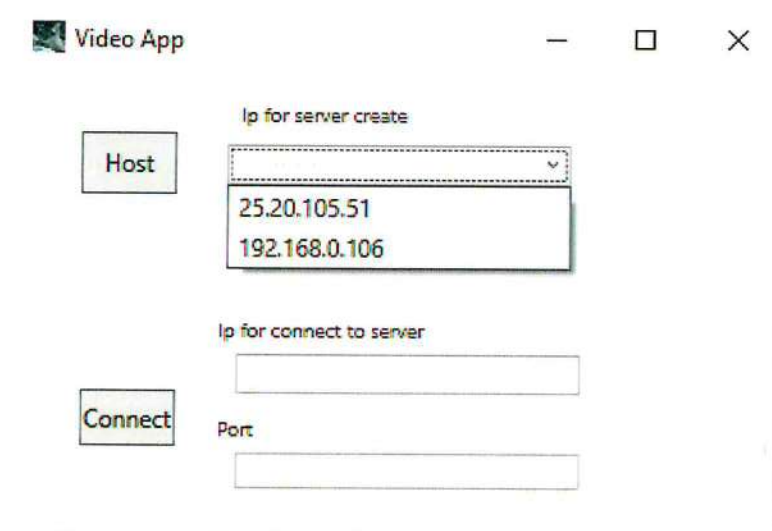 Video App
Ip for server create
Host
25.20.105.51
192.168.0.106
Ip for connect to server
Connect
Port